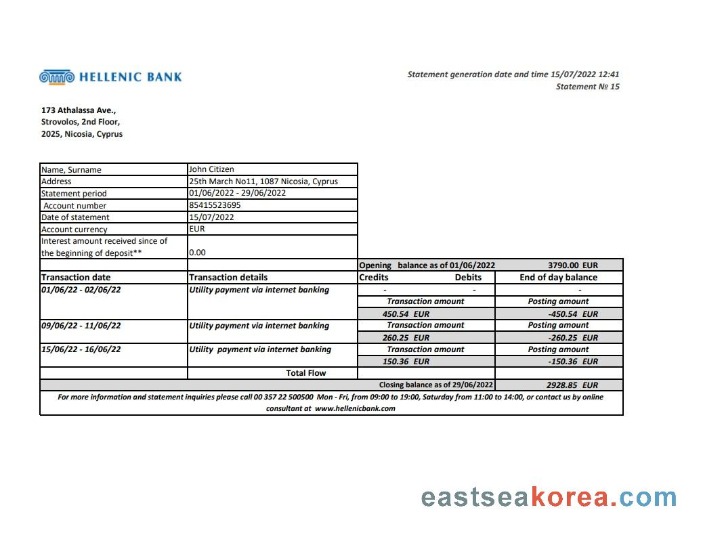 HELLENIC BANK
Statement generation date and time 15/07/2022 12:41
Statement № 15
173 Athalassa Ave.,
Strovolos, 2nd Floor,
2025, Nicosia, Cyprus
Name, Surname John Citizen
Address 25th March No11, 1087 Nicosia, Cyprus
Statement period 01/06/2022 - 29/06/2022
Account number 85415523695
Date of statement 15/07/2022
Account currency EUR
Interest amount received since of
the beginning of deposit** 0.00
Opening balance as of 01/06/2022 3790.00 EUR
Transaction date Transaction details Credits Debits End of day balance
01/06/22 - 02/06/22 Utility payment via internet banking - - -
Transaction amount Posting amount
450.54 EUR -450.54 EUR
09/06/22 - 11/06/22 Utility payment via internet banking Transaction amount Posting amount
260.25 EUR -260.25 EUR
15/06/22 - 16/06/22 Utility payment via internet banking Transaction amount Posting amount
150.36 EUR -150.36 EUR
Total Flow
Closing balance as of 29/06/2022 2928.85 EUR
For more information and statement inquiries please call 00 357 22 500500 Mon - Fri, from 09:00 to 19:00, Saturday from 11:00 to 14:00, or contact us by online
consultant at www.hellenicbank.com
eastseakorea.com